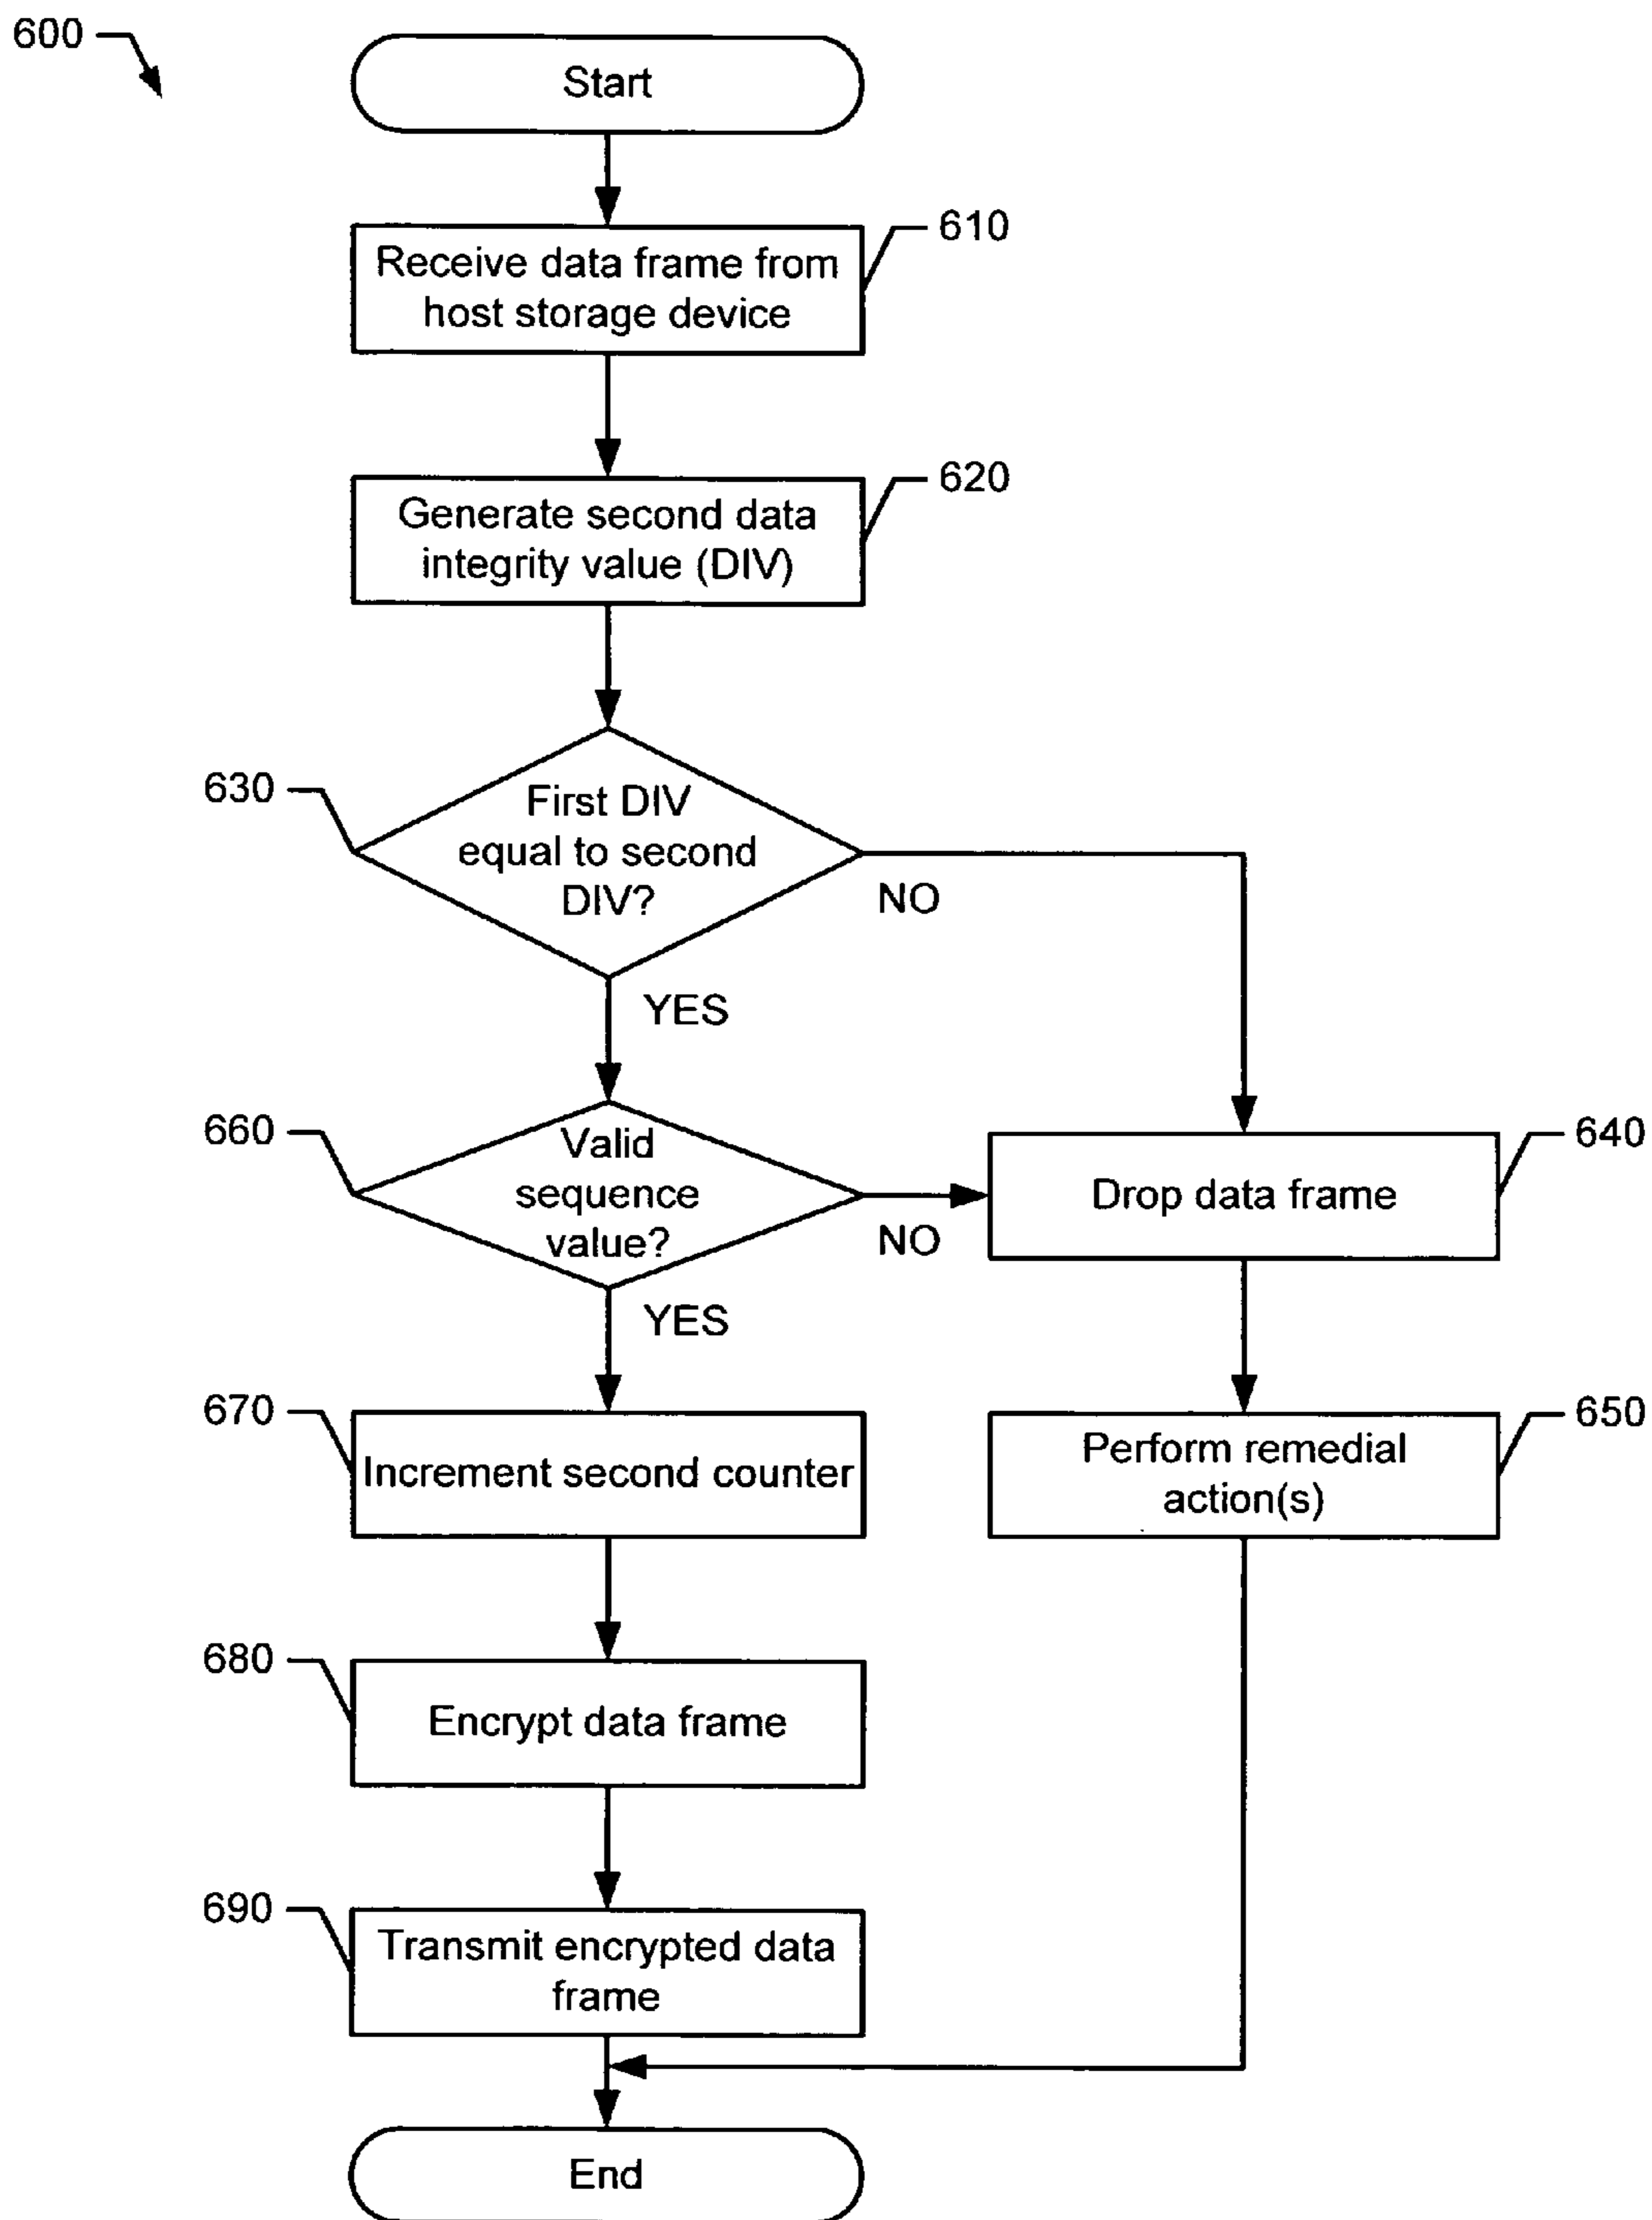 600
Start
610
Receive data frame from
host storage device
620
Generate second data
integrity value (DIV)
630
First DIV
equal to second
DIV?
NO
YES
660
Valid
sequence
value?
NO
YES
640
Drop data frame
670
Increment second counter
650
Perform remedial
action(s)
680
Encrypt data frame
690
Transmit encrypted data
frame
End